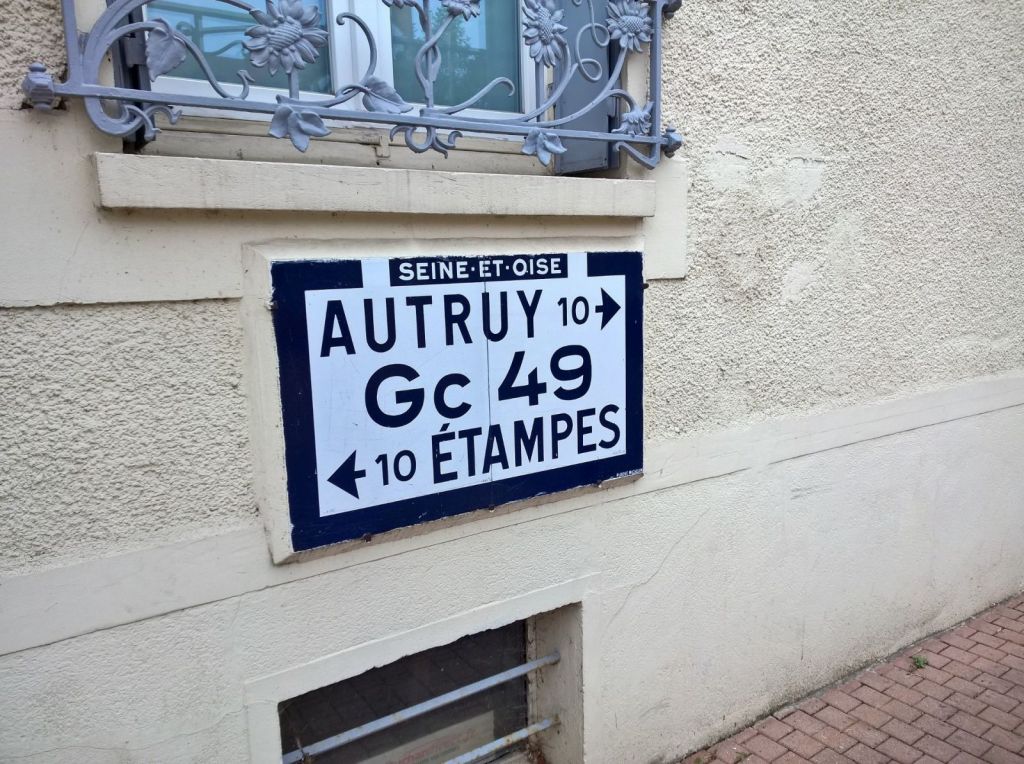 SEINE·ET·OISE
AUTRUY 10 →
Gc 49
← 10 ÉTAMPES